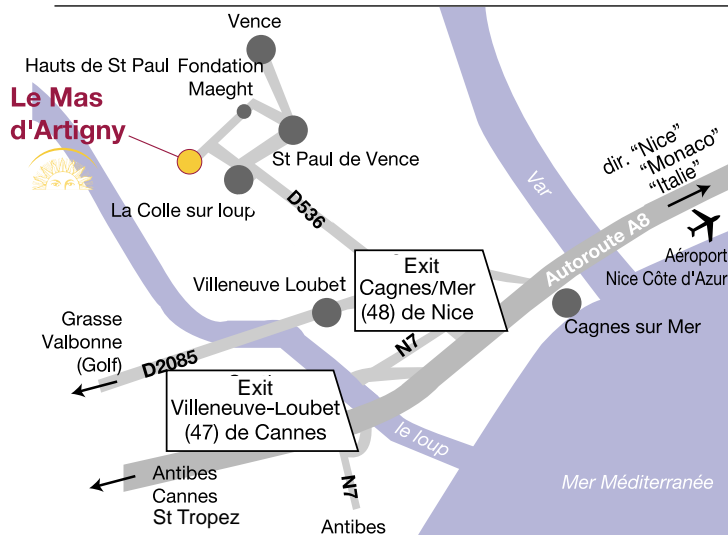 Vence
Hauts de St Paul
Fondation
Maeght
Le Mas
d'Artigny
St Paul de Vence
La Colle sur loup
D536
Var
dir. "Nice"
"Monaco"
"Italie"
Autoroute A8
Aéroport
Nice Côte d'Azur
Exit
Cagnes/Mer
(48) de Nice
Villeneuve Loubet
Cagnes sur Mer
Grasse
Valbonne
(Golf)
D2085
N7
Exit
Villeneuve-Loubet
(47) de Cannes
le loup
Mer Méditerranée
Antibes
Cannes
St Tropez
N7
Antibes